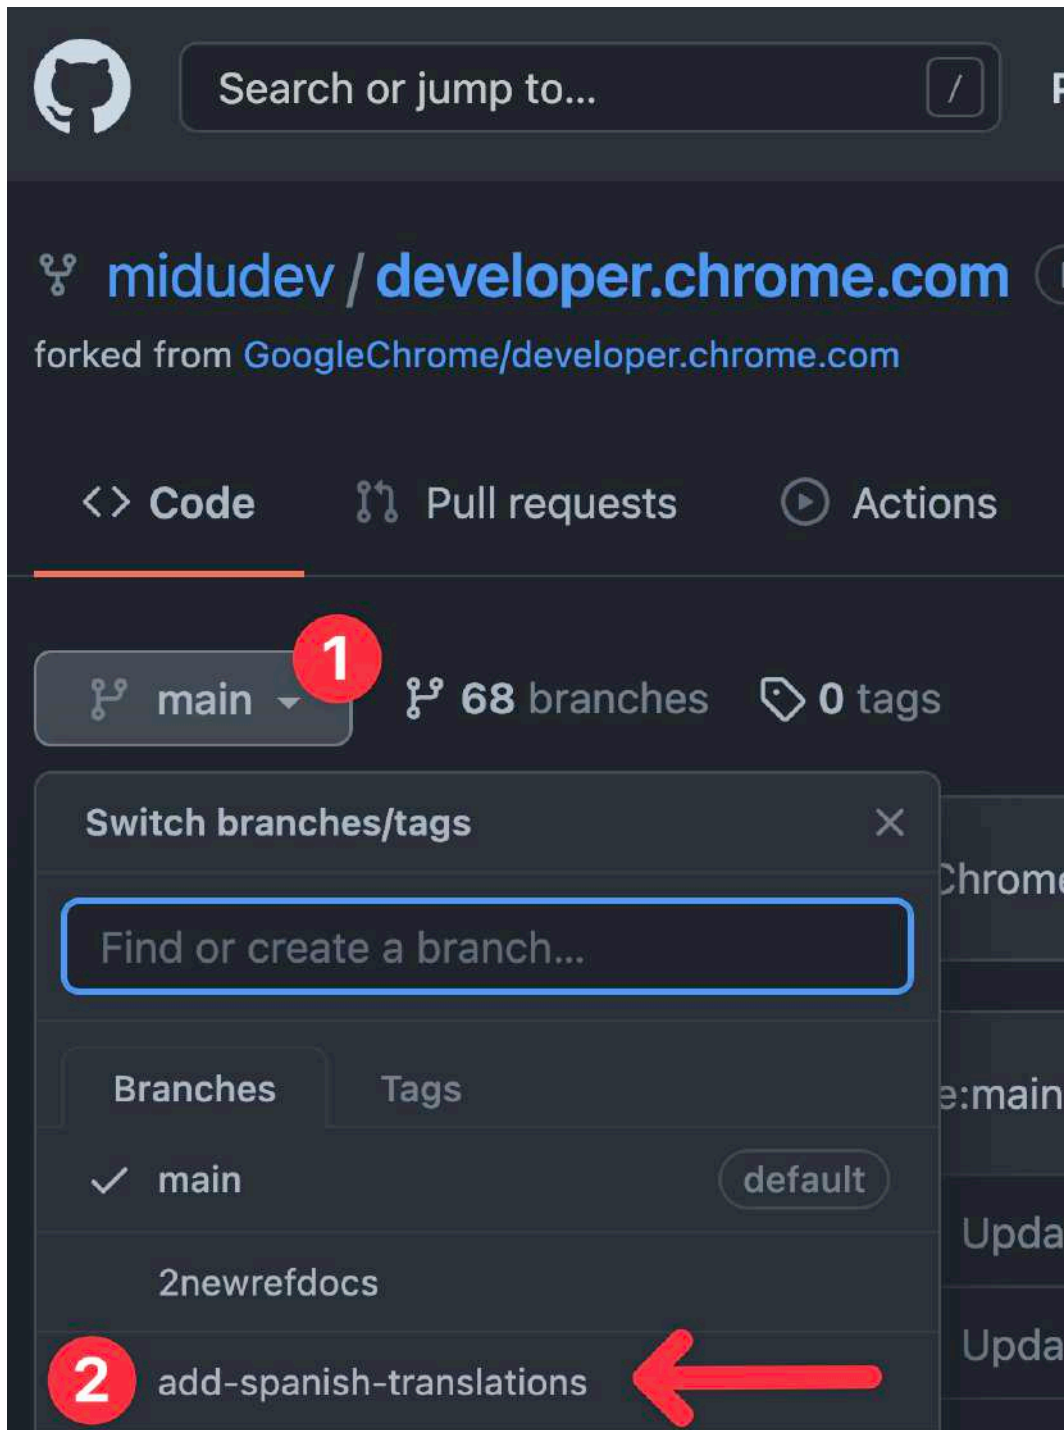 Search or jump to... /
midudev / developer.chrome.com
forked from GoogleChrome/developer.chrome.com
<> Code Pull requests Actions
1
main 68 branches 0 tags
Switch branches/tags
Find or create a branch...
Branches Tags
e:main
main default
2newrefdocs
2 add-spanish-translations